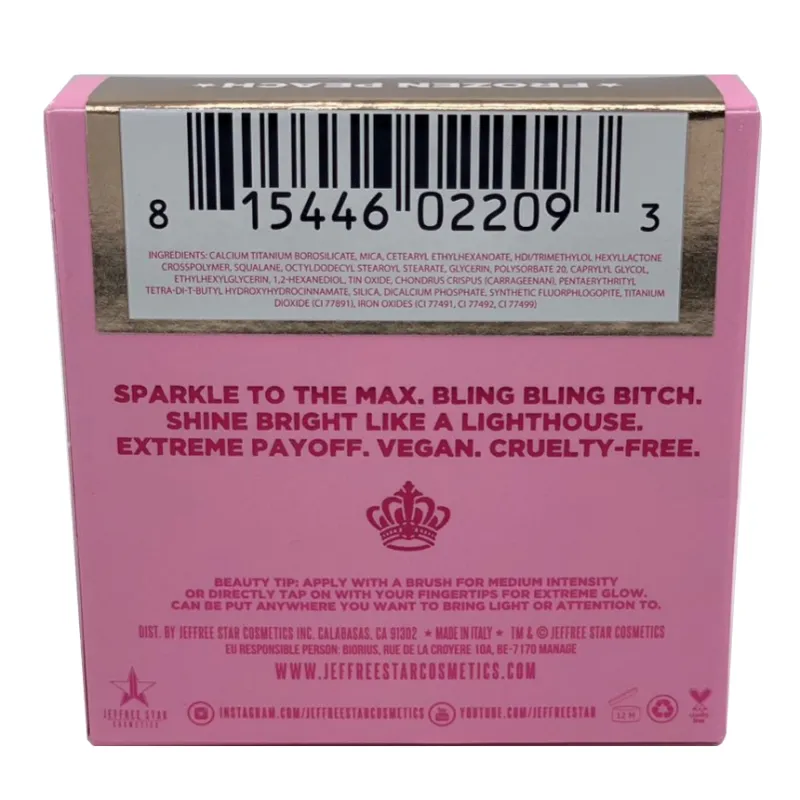 ★FROZEN PEACH★
8 15446 02209 3
INGREDIENTS: CALCIUM TITANIUM BOROSILICATE, MICA, CETEARYL ETHYLHEXANOATE, HDI/TRIMETHYLOL HEXYLLACTONE
CROSSPOLYMER, SQUALANE, OCTYLDODECYL STEAROYL STEARATE, GLYCERIN, POLYSORBATE 20, CAPRYLYL GLYCOL,
ETHYLHEXYLGLYCERIN, 1,2-HEXANEDIOL, TIN OXIDE, CHONDRUS CRISPUS (CARRAGEENAN), PENTAERYTHRITYL
TETRA-DI-T-BUTYL HYDROXYHYDROCINNAMATE, SILICA, DICALCIUM PHOSPHATE, SYNTHETIC FLUORPHLOGOPITE, TITANIUM
DIOXIDE (CI 77891), IRON OXIDES (CI 77491, CI 77492, CI 77499)
SPARKLE TO THE MAX. BLING BLING BITCH.
SHINE BRIGHT LIKE A LIGHTHOUSE.
EXTREME PAYOFF. VEGAN. CRUELTY-FREE.
BEAUTY TIP: APPLY WITH A BRUSH FOR MEDIUM INTENSITY
OR DIRECTLY TAP ON WITH YOUR FINGERTIPS FOR EXTREME GLOW.
CAN BE PUT ANYWHERE YOU WANT TO BRING LIGHT OR ATTENTION TO.
DIST. BY JEFFREE STAR COSMETICS INC. CALABASAS, CA 91302 ★ MADE IN ITALY ★ TM & © JEFFREE STAR COSMETICS
EU RESPONSIBLE PERSON: BIORIUS, RUE DE LA CROYERE 10A, BE-7170 MANAGE
WWW.JEFFREESTARCOSMETICS.COM
JEFFREE STAR
COSMETICS
INSTAGRAM.COM/JEFFREESTARCOSMETICS
YOUTUBE.COM/JEFFREESTAR
12 M